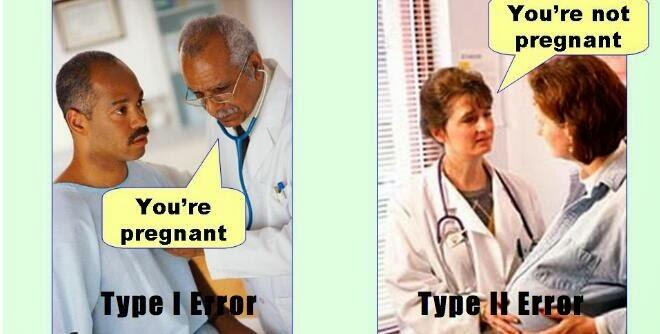 You're
pregnant
Type I Error
You're not
pregnant
Type II Error